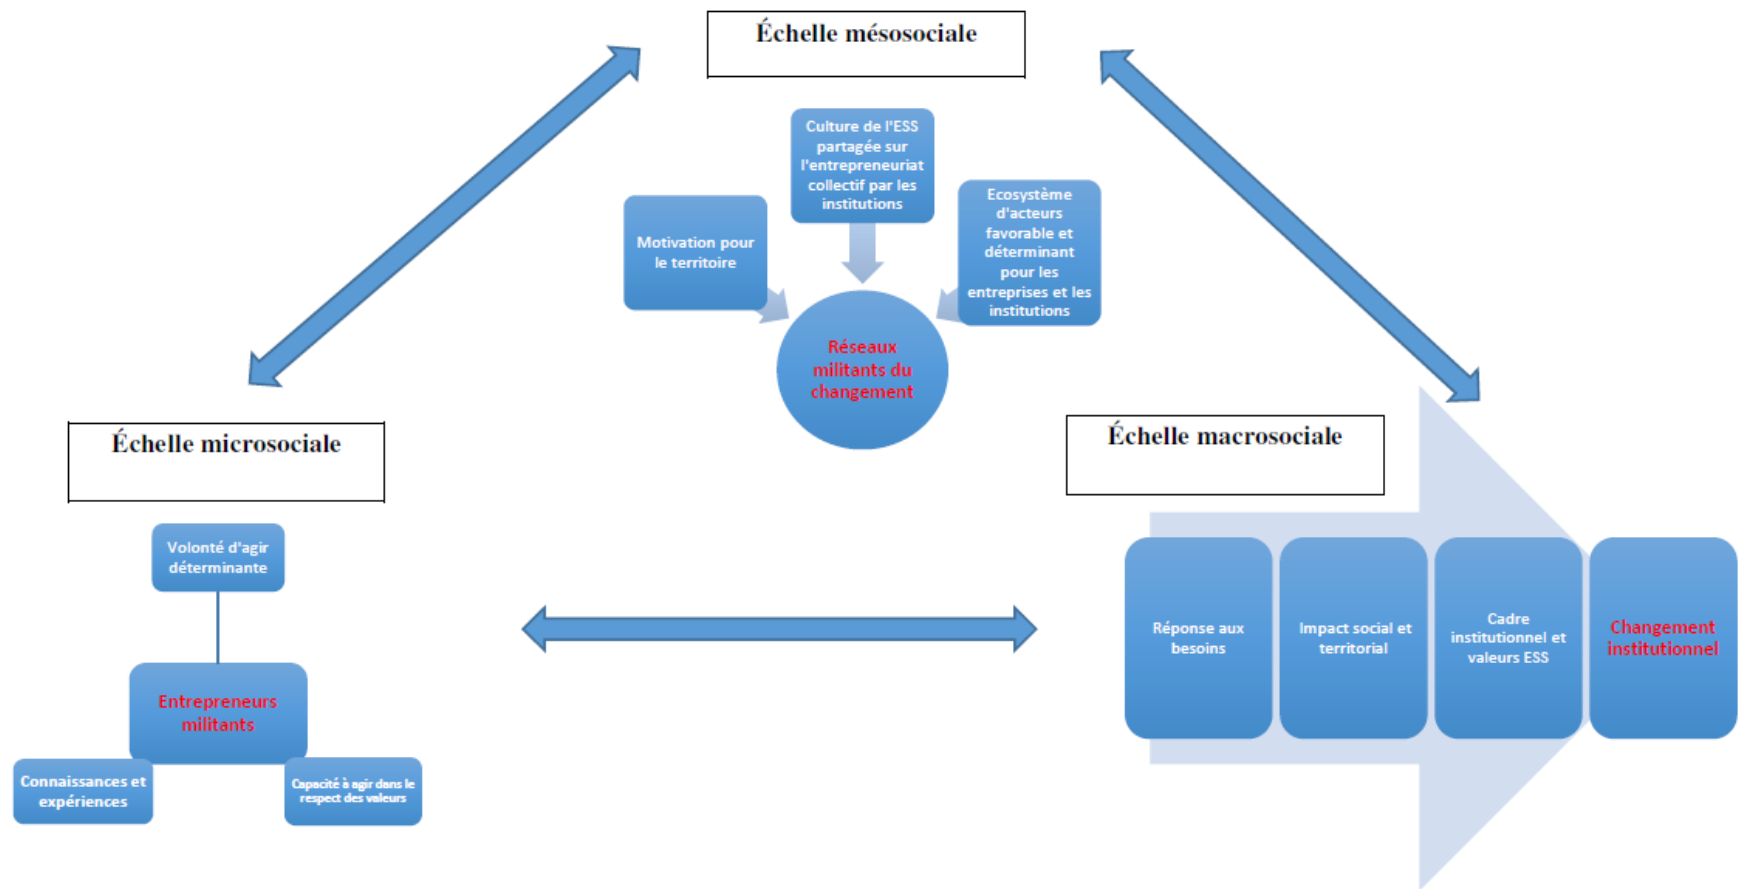 Échelle mésosociale
Culture de l'ESS
partagée sur
l'entrepreneuriat
collectif par les
institutions
Motivation pour
le territoire
Ecosystème
d'acteurs
favorable et
déterminant
pour les
entreprises et les
institutions
Réseaux
militants du
changement
Échelle microsociale
Volonté d'agir
déterminante
Entrepreneurs
militants
Connaissances et
expériences
Capacité à agir dans le
respect des valeurs
Échelle macrosociale
Réponse aux
besoins
Impact social et
territorial
Cadre
institutionnel et
valeurs ESS
Changement
institutionnel